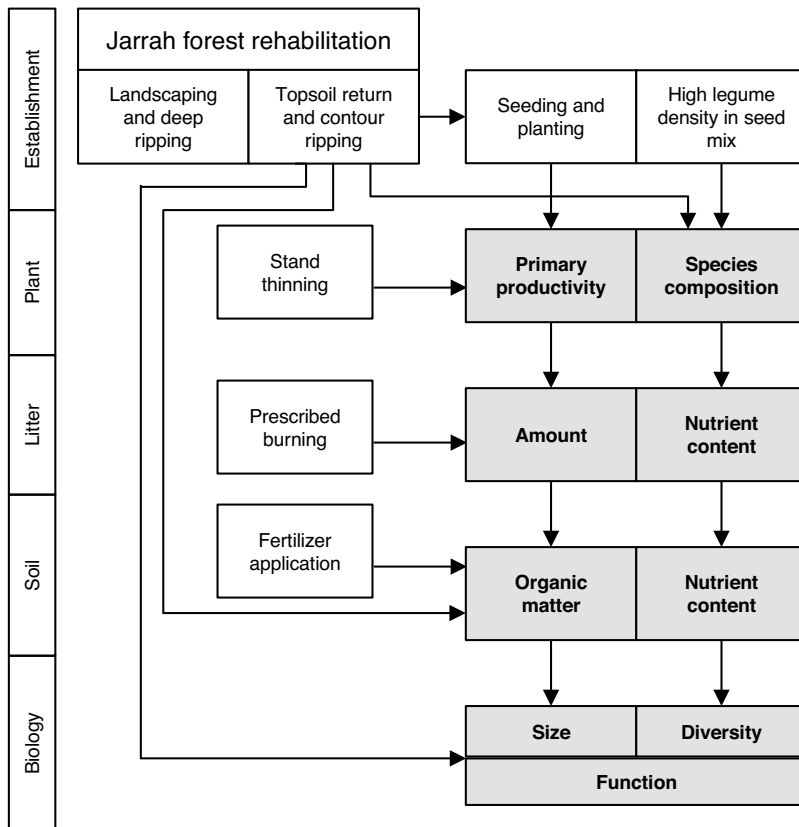 Establishment
Jarrah forest rehabilitation
Landscaping
and deep
ripping
Topsoil return
and contour
ripping
Seeding and
planting
High legume
density in seed
mix
Plant
Stand
thinning
Primary
productivity
Species
composition
Litter
Prescribed
burning
Amount
Nutrient
content
Soil
Fertilizer
application
Organic
matter
Nutrient
content
Biology
Size
Diversity
Function